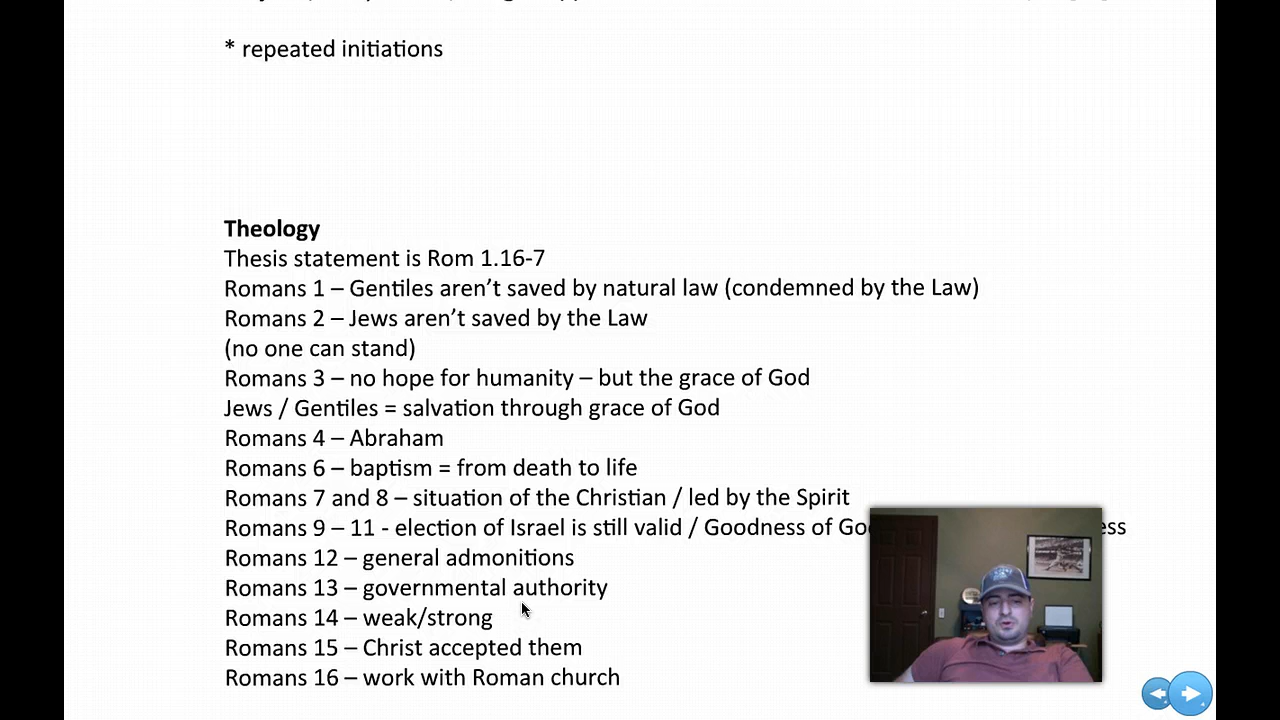 * repeated initiations
Theology
Thesis statement is Rom 1.16-7
Romans 1 – Gentiles aren’t saved by natural law (condemned by the Law)
Romans 2 – Jews aren’t saved by the Law
(no one can stand)
Romans 3 – no hope for humanity – but the grace of God
Jews / Gentiles = salvation through grace of God
Romans 4 – Abraham
Romans 6 – baptism = from death to life
Romans 7 and 8 – situation of the Christian / led by the Spirit
Romans 9 – 11 - election of Israel is still valid / Goodness of
Romans 12 – general admonitions
Romans 13 – governmental authority
Romans 14 – weak/strong
Romans 15 – Christ accepted them
Romans 16 – work with Roman church